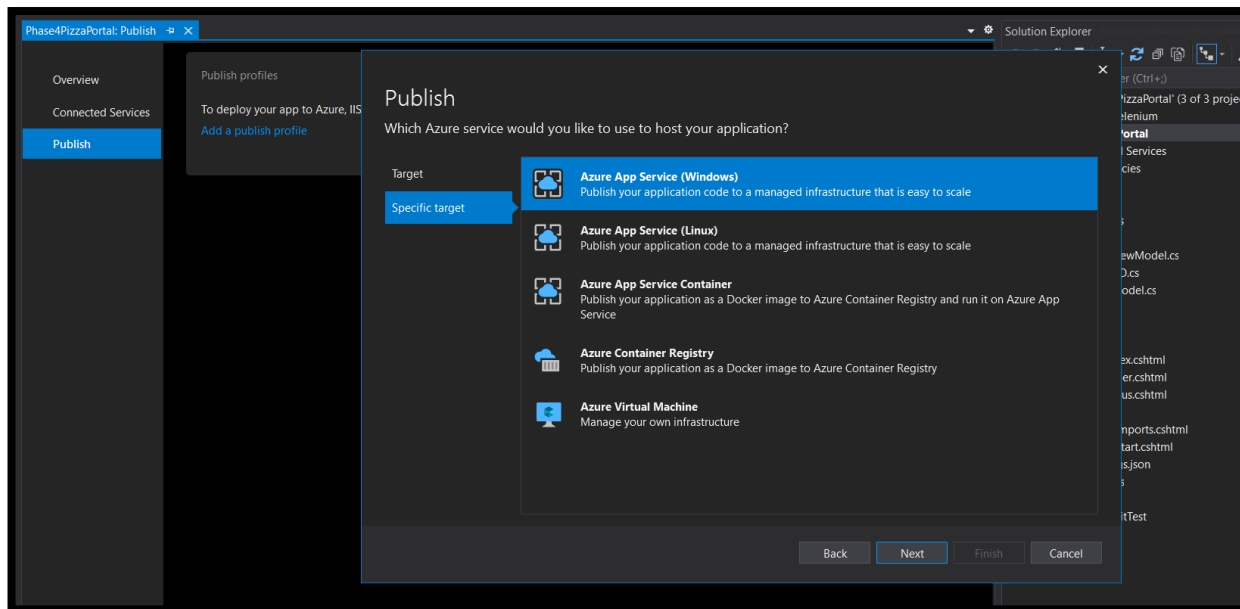 Phase4PizzaPortal: Publish
Solution Explorer
Overview
Connected Services
Publish
Publish profiles
To deploy your app to Azure, IIS
Add a publish profile
Publish
Which Azure service would you like to use to host your application?
Target
Specific target
Azure App Service (Windows)
Publish your application code to a managed infrastructure that is easy to scale
Azure App Service (Linux)
Publish your application code to a managed infrastructure that is easy to scale
Azure App Service Container
Publish your application as a Docker image to Azure Container Registry and run it on Azure App
Service
Azure Container Registry
Publish your application as a Docker image to Azure Container Registry
Azure Virtual Machine
Manage your own infrastructure
Back
Next
Finish
Cancel
er (Ctrl+;)
PizzaPortal' (3 of 3 proje
elenium
Portal
Services
cies
s
ewModel.cs
O.cs
odel.cs
ex.cshtml
er.cshtml
us.cshtml
mports.cshtml
tart.cshtml
s.json
s
itTest